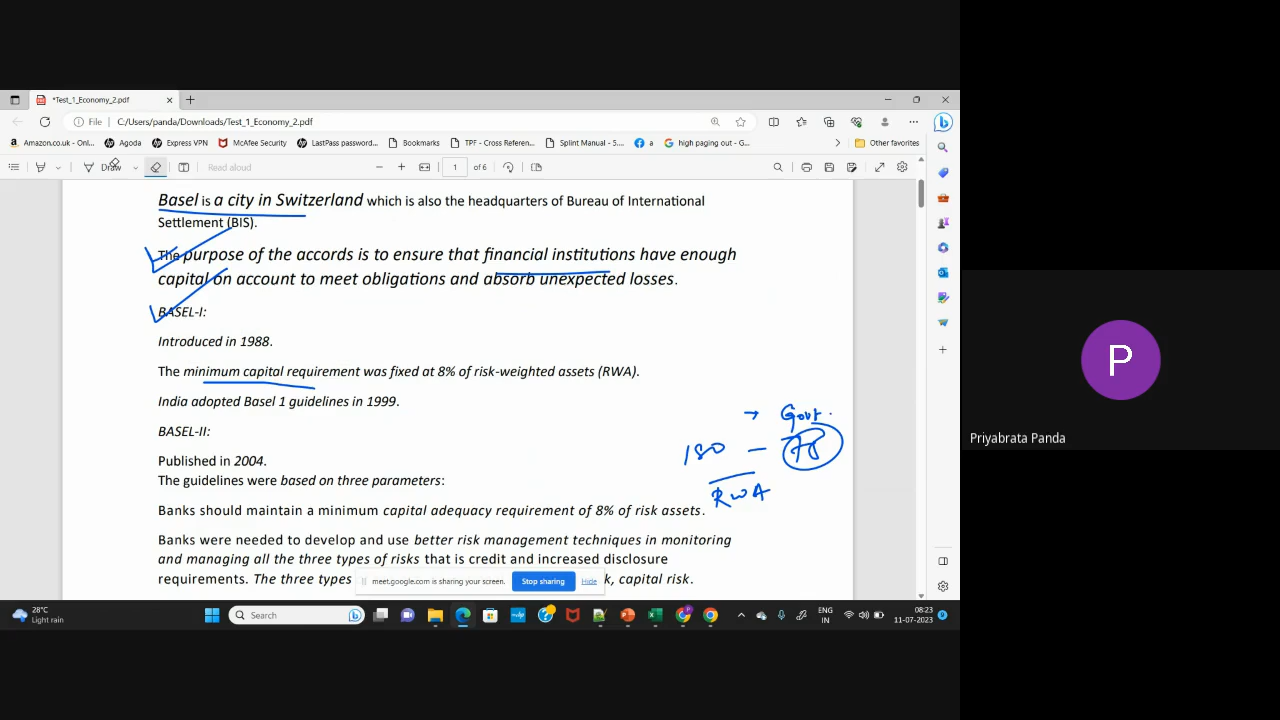 *Test_1_Economy_2.pdf
File C:/Users/panda/Downloads/Test_1_Economy_2.pdf
Amazon.co.uk - Onl... Agoda Express VPN McAfee Security LastPass password... Bookmarks TPF - Cross Referen... Splint Manual - 5.... a high paging out - G... Other favorites
Draw Read aloud 1 of 6
Basel is a city in Switzerland which is also the headquarters of Bureau of International
Settlement (BIS).
The purpose of the accords is to ensure that financial institutions have enough
capital on account to meet obligations and absorb unexpected losses.
BASEL-I:
Introduced in 1988.
The minimum capital requirement was fixed at 8% of risk-weighted assets (RWA).
India adopted Basel 1 guidelines in 1999.
→ Govt.
BASEL-II:
180 -
Published in 2004.
The guidelines were based on three parameters:
RWA
Banks should maintain a minimum capital adequacy requirement of 8% of risk assets.
Banks were needed to develop and use better risk management techniques in monitoring
and managing all the three types of risks that is credit and increased disclosure
requirements. The three types k, capital risk.
meet.google.com is sharing your screen. Stop sharing Hide
P
Priyabrata Panda
28°C
Light rain
Search
ENG
IN
08:23
11-07-2023